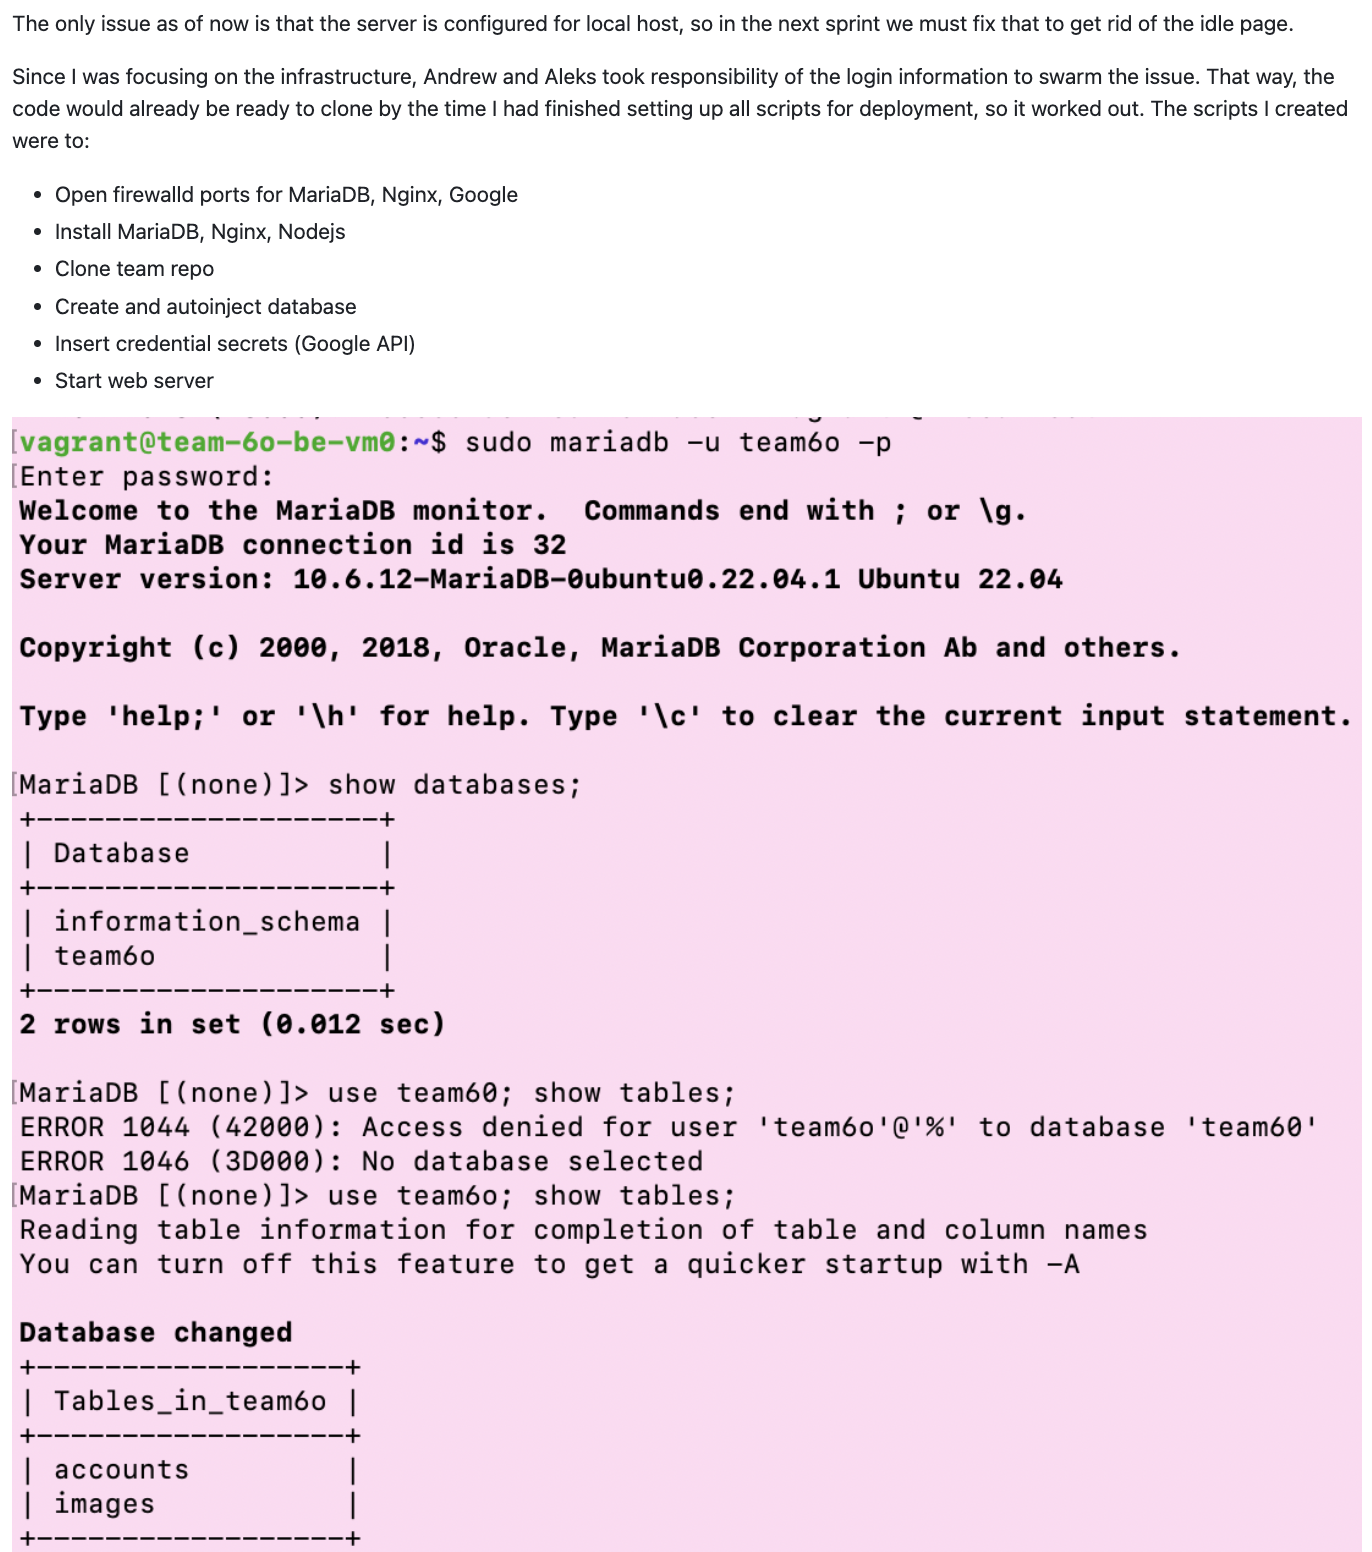 The only issue as of now is that the server is configured for local host, so in the next sprint we must fix that to get rid of the idle page.
Since I was focusing on the infrastructure, Andrew and Aleks took responsibility of the login information to swarm the issue. That way, the
code would already be ready to clone by the time I had finished setting up all scripts for deployment, so it worked out. The scripts I created
were to:
• Open firewalld ports for MariaDB, Nginx, Google
• Install MariaDB, Nginx, Nodejs
• Clone team repo
• Create and autoinject database
• Insert credential secrets (Google API)
• Start web server
[vagrant@team-6o-be-vm0:~$ sudo mariadb -u team6o -p
[Enter password:
Welcome to the MariaDB monitor.  Commands end with ; or \g.
Your MariaDB connection id is 32
Server version: 10.6.12-MariaDB-0ubuntu0.22.04.1 Ubuntu 22.04
Copyright (c) 2000, 2018, Oracle, MariaDB Corporation Ab and others.
Type 'help;' or '\h' for help. Type '\c' to clear the current input statement.
[MariaDB [(none)]> show databases;
+--------------------+
| Database           |
+--------------------+
| information_schema |
| team6o             |
+--------------------+
2 rows in set (0.012 sec)
[MariaDB [(none)]> use team60; show tables;
ERROR 1044 (42000): Access denied for user 'team6o'@'%' to database 'team60'
ERROR 1046 (3D000): No database selected
[MariaDB [(none)]> use team6o; show tables;
Reading table information for completion of table and column names
You can turn off this feature to get a quicker startup with -A
Database changed
+------------------+
| Tables_in_team6o |
+------------------+
| accounts         |
| images           |
+------------------+